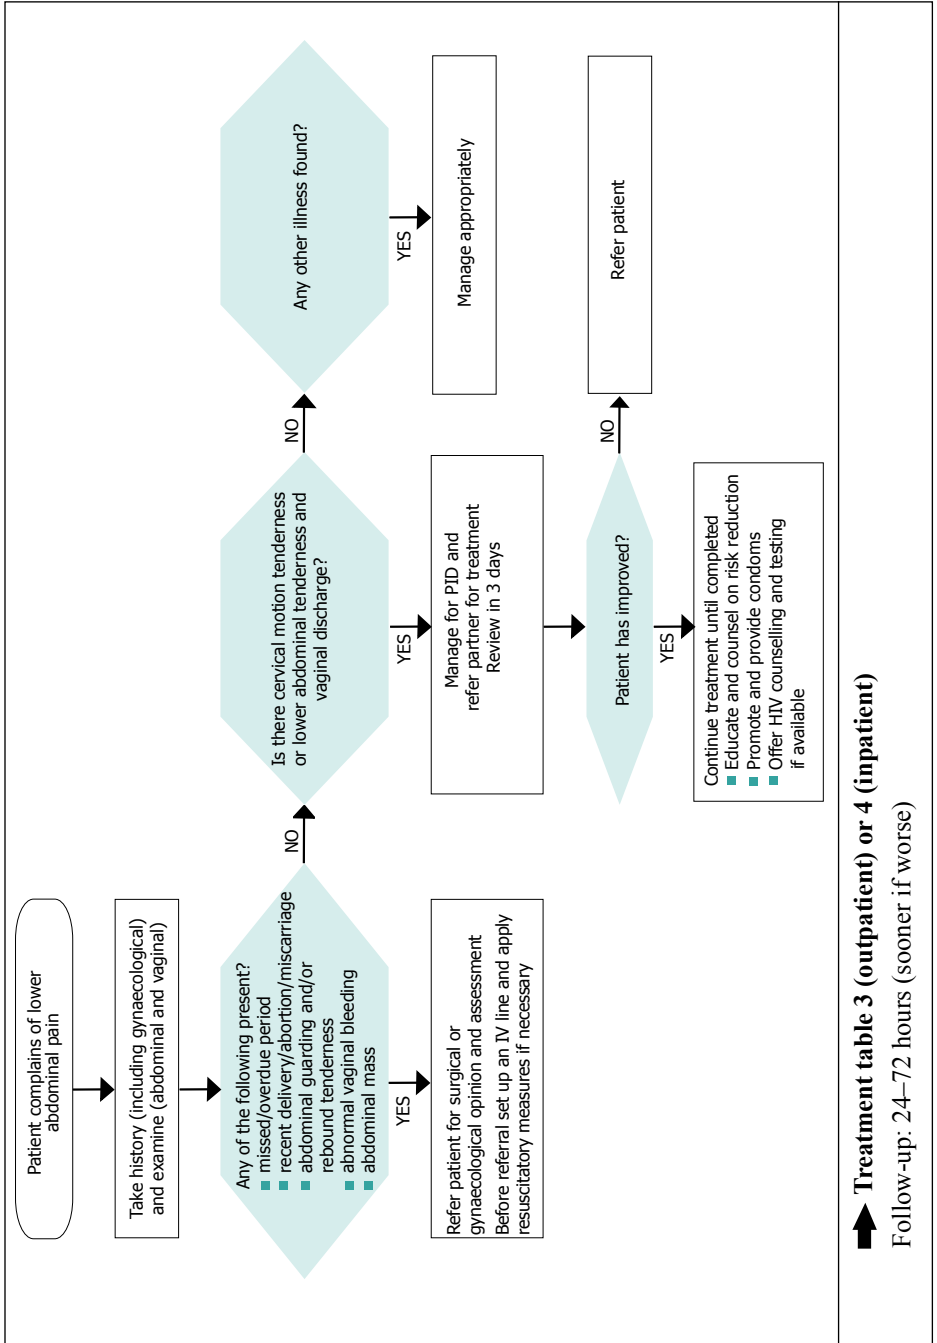 Patient complains of lower
abdominal pain
Take history (including gynaecological)
and examine (abdominal and vaginal)
Any of the following present?
missed/overdue period
recent delivery/abortion/miscarriage
abdominal guarding and/or
rebound tenderness
abnormal vaginal bleeding
abdominal mass
YES
Refer patient for surgical or
gynaecological opinion and assessment
Before referral set up an IV line and apply
resuscitatory measures if necessary
NO
Is there cervical motion tenderness
or lower abdominal tenderness and
vaginal discharge?
YES
Manage for PID and
refer partner for treatment
Review in 3 days
Patient has improved?
YES
Continue treatment until completed
Educate and counsel on risk reduction
Promote and provide condoms
Offer HIV counselling and testing
if available
NO
Refer patient
NO
Any other illness found?
YES
Manage appropriately
Treatment table 3 (outpatient) or 4 (inpatient)
Follow-up: 24–72 hours (sooner if worse)